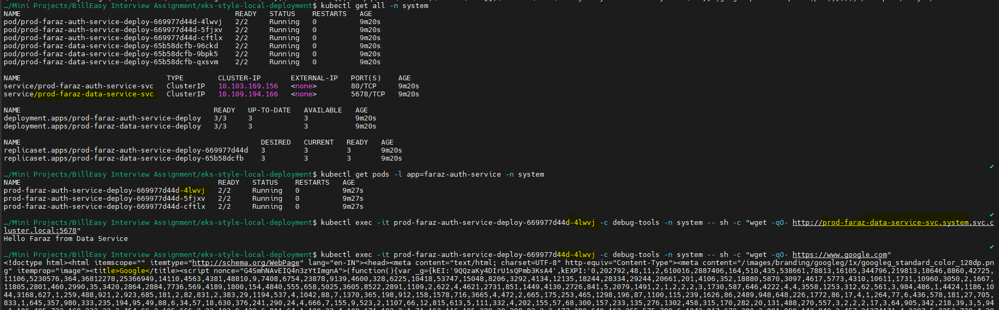 …/Mini Projects/BillEasy Interview Assignment/eks-style-local-deployment$ kubectl get all -n system
NAME READY STATUS RESTARTS AGE
pod/prod-faraz-auth-service-deploy-669977d44d-4lwvj 2/2 Running 0 9m20s
pod/prod-faraz-auth-service-deploy-669977d44d-5fjxv 2/2 Running 0 9m20s
pod/prod-faraz-auth-service-deploy-669977d44d-cftlx 2/2 Running 0 9m20s
pod/prod-faraz-data-service-deploy-65b58dcfb-96ckd 2/2 Running 0 9m20s
pod/prod-faraz-data-service-deploy-65b58dcfb-9bpk5 2/2 Running 0 9m20s
pod/prod-faraz-data-service-deploy-65b58dcfb-qxsvm 2/2 Running 0 9m20s
NAME TYPE CLUSTER-IP EXTERNAL-IP PORT(S) AGE
service/prod-faraz-auth-service-svc ClusterIP 10.103.169.156 <none> 80/TCP 9m20s
service/prod-faraz-data-service-svc ClusterIP 10.109.194.166 <none> 5678/TCP 9m20s
NAME READY UP-TO-DATE AVAILABLE AGE
deployment.apps/prod-faraz-auth-service-deploy 3/3 3 3 9m20s
deployment.apps/prod-faraz-data-service-deploy 3/3 3 3 9m20s
NAME DESIRED CURRENT READY AGE
replicaset.apps/prod-faraz-auth-service-deploy-669977d44d 3 3 3 9m20s
replicaset.apps/prod-faraz-data-service-deploy-65b58dcfb 3 3 3 9m20s
…/Mini Projects/BillEasy Interview Assignment/eks-style-local-deployment$ kubectl get pods -l app=faraz-auth-service -n system
NAME READY STATUS RESTARTS AGE
prod-faraz-auth-service-deploy-669977d44d-4lwvj 2/2 Running 0 9m27s
prod-faraz-auth-service-deploy-669977d44d-5fjxv 2/2 Running 0 9m27s
prod-faraz-auth-service-deploy-669977d44d-cftlx 2/2 Running 0 9m27s
…/Mini Projects/BillEasy Interview Assignment/eks-style-local-deployment$ kubectl exec -it prod-faraz-auth-service-deploy-669977d44d-4lwvj -c debug-tools -n system -- sh -c "wget -qO- http://prod-faraz-data-service-svc.system.svc.c
luster.local:5678"
Hello Faraz from Data Service
…/Mini Projects/BillEasy Interview Assignment/eks-style-local-deployment$ kubectl exec -it prod-faraz-auth-service-deploy-669977d44d-4lwvj -c debug-tools -n system -- sh -c "wget -qO- https://www.google.com"
<!doctype html><html itemscope="" itemtype="http://schema.org/WebPage" lang="en-IN"><head><meta content="text/html; charset=UTF-8" http-equiv="Content-Type"><meta content="/images/branding/googleg/1x/googleg_standard_color_128dp.pn
g" itemprop="image"><title>Google</title><script nonce="G4SmhNAvEIQ4n3zYtImgnA">(function(){var _g={kEI:'9QQzaKy4DIrU1sQPmb3KsA4',kEXPI:'0,202792,48,11,2,610016,2887406,164,510,435,538661,78813,16105,344796,219813,18646,8860,42725,
11106,5230576,364,36812278,25366949,14110,4563,4381,48810,9,7408,6754,23878,9139,4600,328,6225,10418,53747,15048,8206,3292,4134,12135,18244,28334,29244,20661,201,4106,352,18880,5870,3097,4617,5773,4310,10611,1731,10960,3050,2,1667,
11805,2801,460,2990,35,3420,2864,2884,7736,569,4189,1800,154,4840,555,658,5025,3605,8522,2891,1109,2,622,4,4621,2731,851,1449,4130,2726,841,5,2079,1491,2,1,2,2,2,3,1730,587,646,4222,4,4,3558,1253,312,62,561,3,984,486,1,4424,1186,10
44,3168,627,1,259,488,921,2,923,685,181,2,82,831,2,383,29,1194,537,4,1042,88,7,1370,365,198,912,158,1578,716,3665,4,472,2,665,175,253,465,1298,196,87,1100,115,239,1626,86,2489,948,648,226,1772,86,17,4,1,264,77,6,436,578,181,27,705,
833,1,645,357,980,333,235,194,95,49,88,6,34,57,18,630,376,241,290,24,4,666,7,155,9,523,2,1107,66,12,815,613,5,111,332,4,202,155,57,68,300,157,233,135,276,1302,458,315,170,282,20,131,488,270,557,3,2,2,2,17,3,64,905,342,218,39,3,5,94